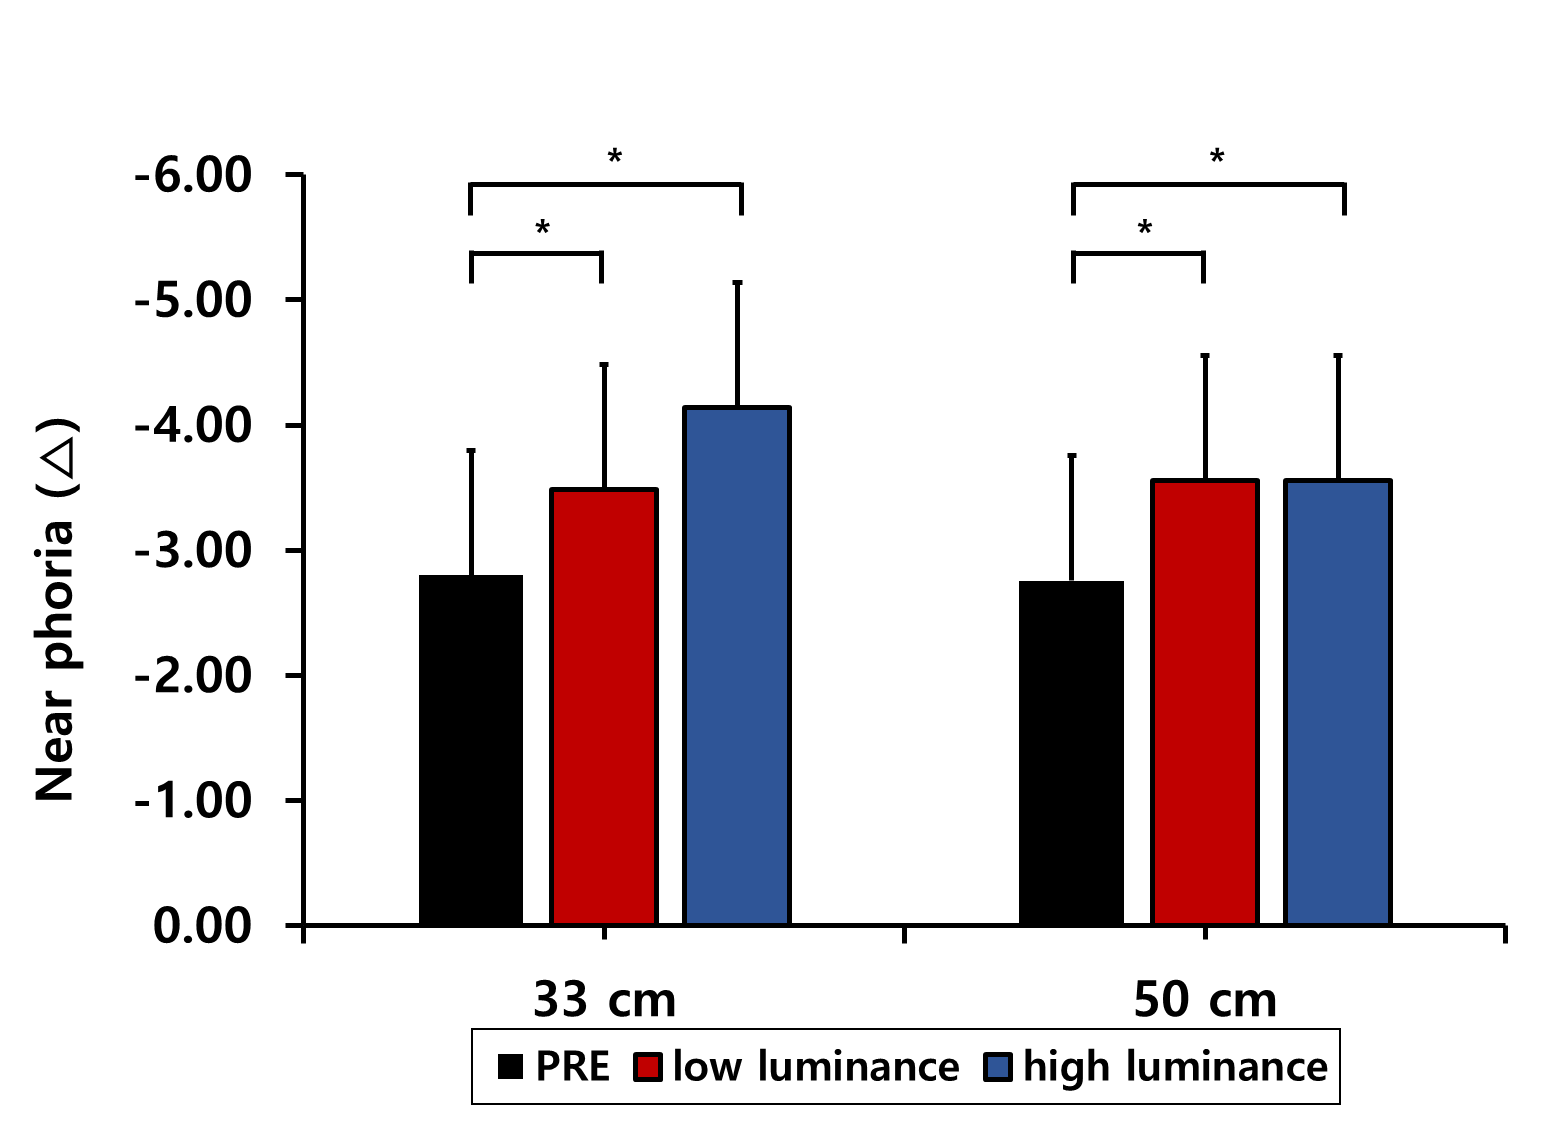 Near phoria (△)
-6.00
-5.00
-4.00
-3.00
-2.00
-1.00
0.00
*
*
*
*
33 cm
50 cm
PRE low luminance high luminance